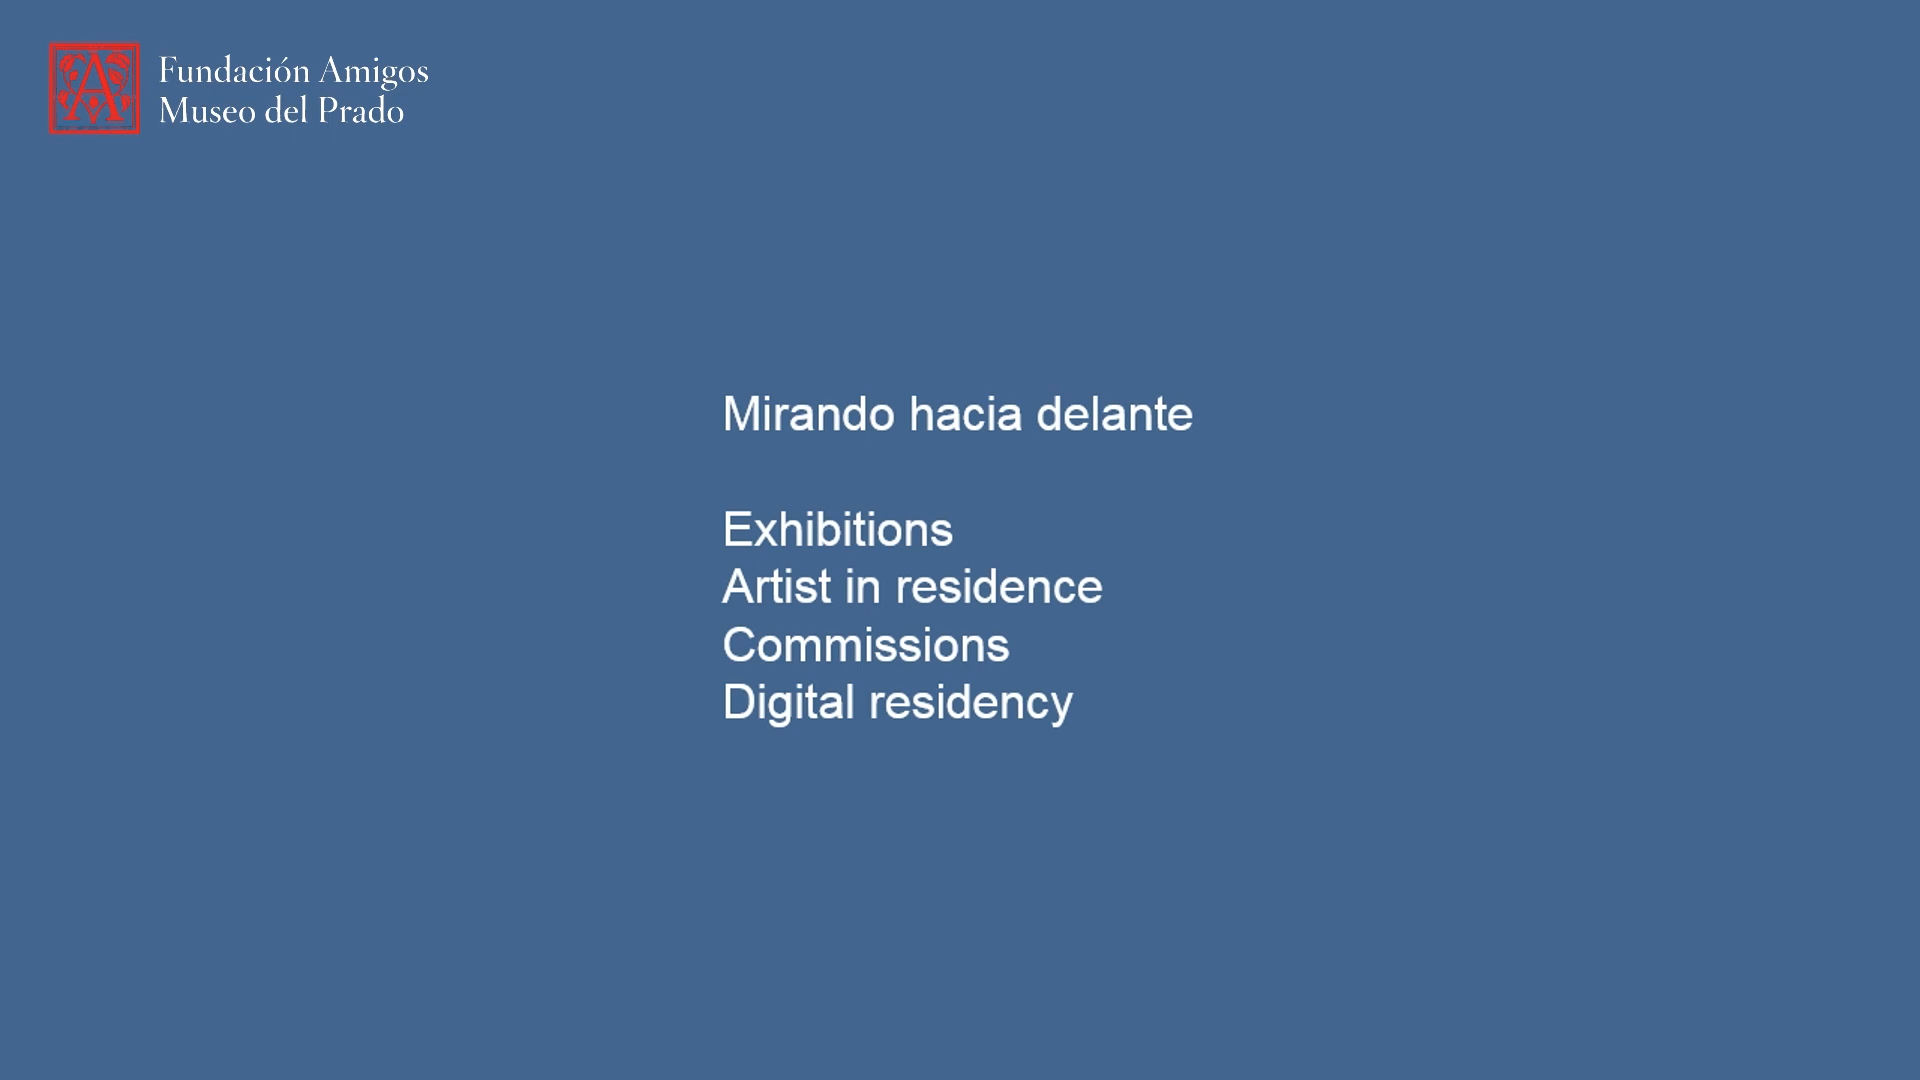 Fundación Amigos
Museo del Prado
Mirando hacia delante
Exhibitions
Artist in residence
Commissions
Digital residency